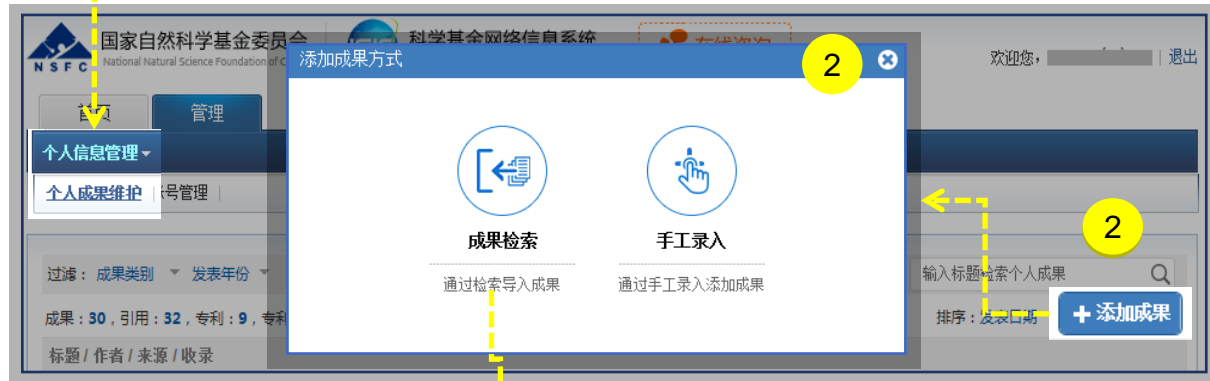 国家自然科学基金委员会
National Natural Science Foundation of C
NSFC
科学基金网络信息系统
在线咨询
欢迎您，
退出
首页
管理
个人信息管理
个人成果维护
号管理
添加成果方式
2
成果检索
通过检索导入成果
手工录入
通过手工录入添加成果
2
过滤：成果类别 发表年份
输入标题检索个人成果
成果：30，引用：32，专利：9，专利
排序：发表日期
+ 添加成果
标题 / 作者 / 来源 / 收录